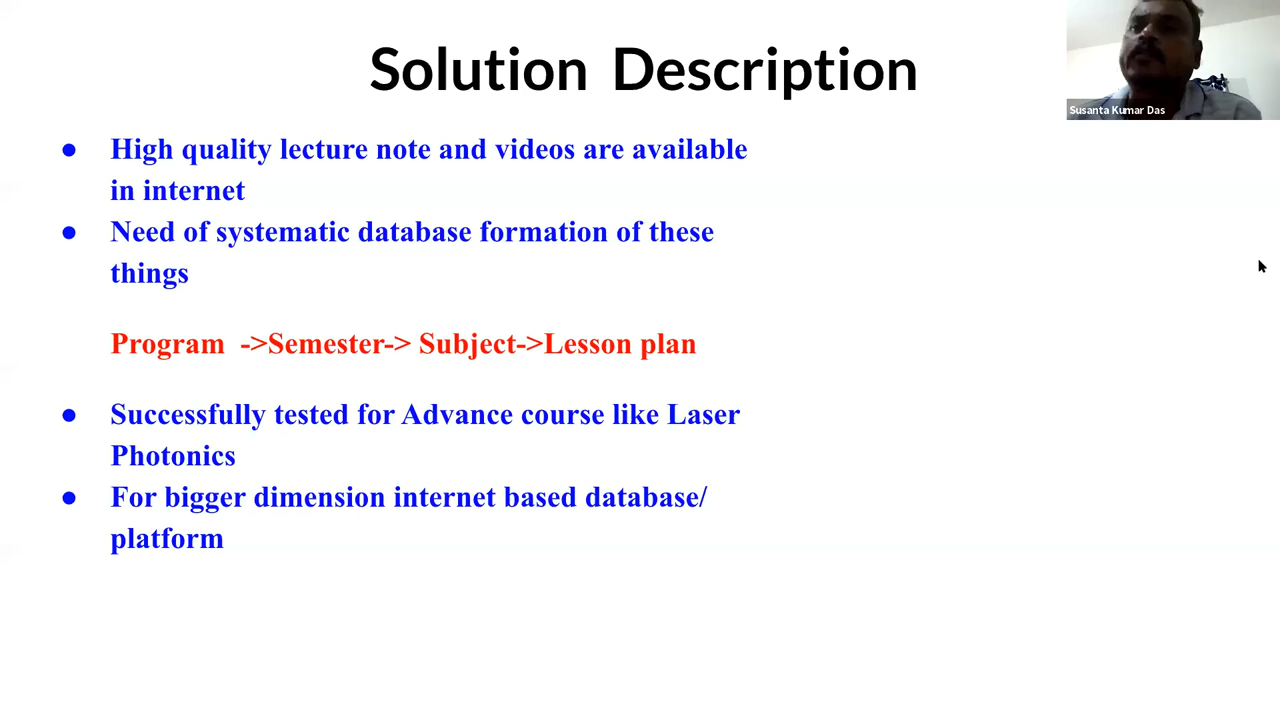 Solution Description
Susanta Kumar Das
● High quality lecture note and videos are available
in internet
● Need of systematic database formation of these
things
Program ->Semester-> Subject->Lesson plan
● Successfully tested for Advance course like Laser
Photonics
● For bigger dimension internet based database/
platform